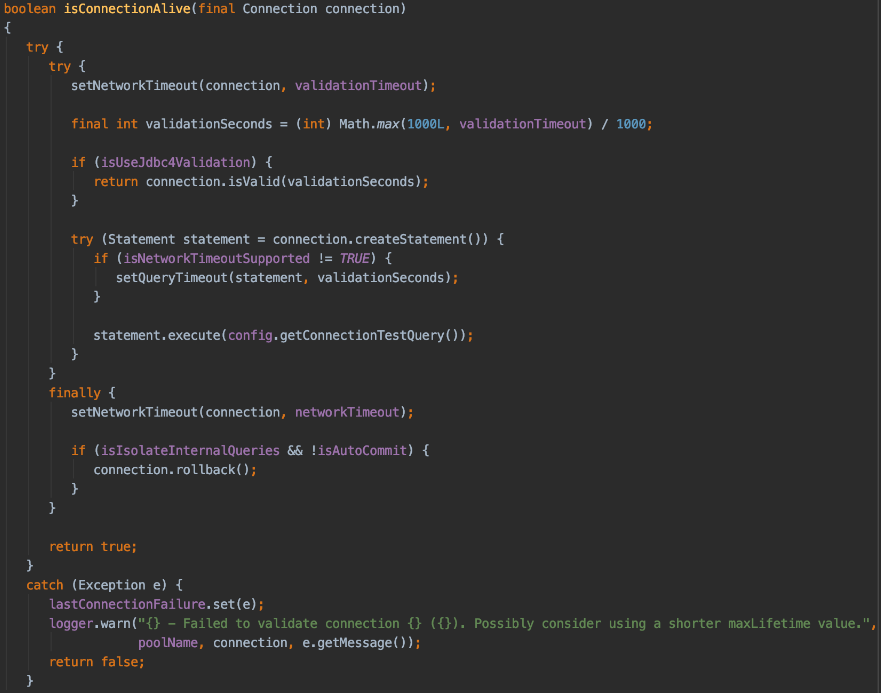 boolean isConnectionAlive(final Connection connection)
{
   try {
      try {
         setNetworkTimeout(connection, validationTimeout);

         final int validationSeconds = (int) Math.max(1000L, validationTimeout) / 1000;

         if (isUseJdbc4Validation) {
            return connection.isValid(validationSeconds);
         }

         try (Statement statement = connection.createStatement()) {
            if (isNetworkTimeoutSupported != TRUE) {
               setQueryTimeout(statement, validationSeconds);
            }

            statement.execute(config.getConnectionTestQuery());
         }
      }
      finally {
         setNetworkTimeout(connection, networkTimeout);

         if (isIsolateInternalQueries && !isAutoCommit) {
            connection.rollback();
         }
      }

      return true;
   }
   catch (Exception e) {
      lastConnectionFailure.set(e);
      logger.warn("{} - Failed to validate connection {} ({}). Possibly consider using a shorter maxLifetime value.",
                  poolName, connection, e.getMessage());
      return false;
   }